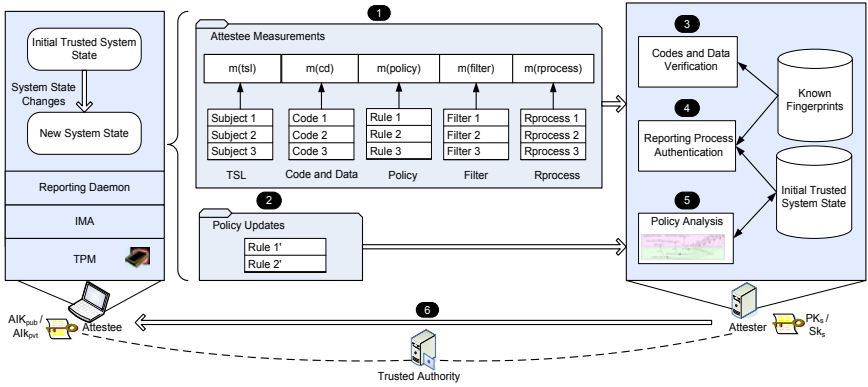 Initial Trusted System
State
System State
Changes
New System State
Reporting Daemon
IMA
TPM
AIKpub /
AIkpvt
Attestee
1
Attestee Measurements
m(tsl)
m(cd)
m(policy)
m(filter)
m(rprocess)
Subject 1
Subject 2
Subject 3
TSL
Code 1
Code 2
Code 3
Code and Data
Rule 1
Rule 2
Rule 3
Policy
Filter 1
Filter 2
Filter 3
Filter
Rprocess 1
Rprocess 2
Rprocess 3
Rprocess
2
Policy Updates
Rule 1'
Rule 2'
3
Codes and Data
Verification
4
Reporting Process
Authentication
5
Policy Analysis
Known
Fingerprints
Initial Trusted
System State
6
Attester
PKs /
Sks
Trusted Authority